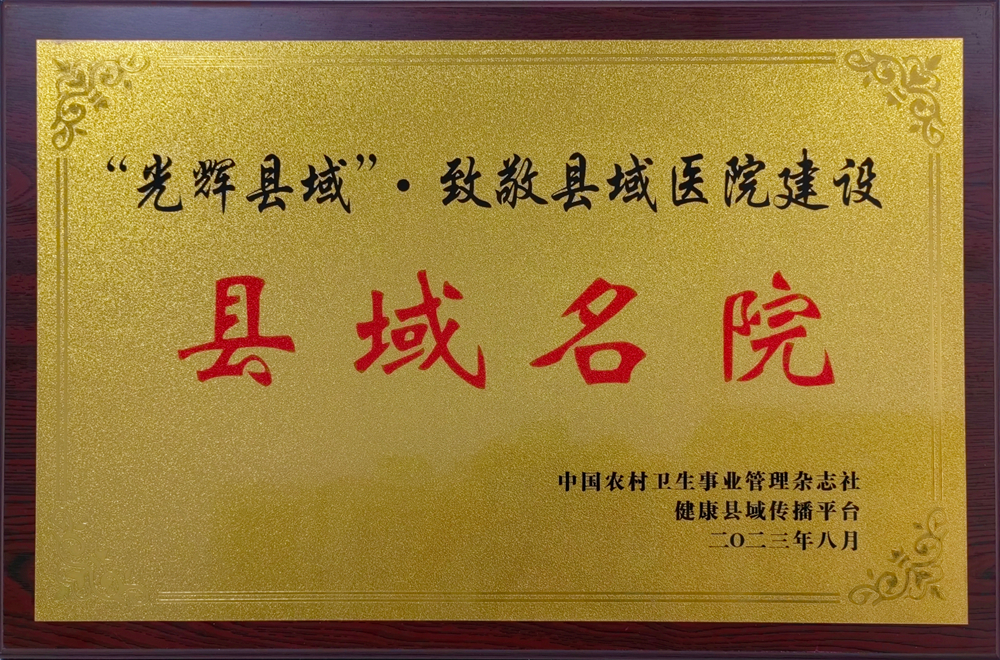 “光辉县域”·致敬县域医院建设
县域名院
中国农村卫生事业管理杂志社
健康县域传播平台
二〇二三年八月